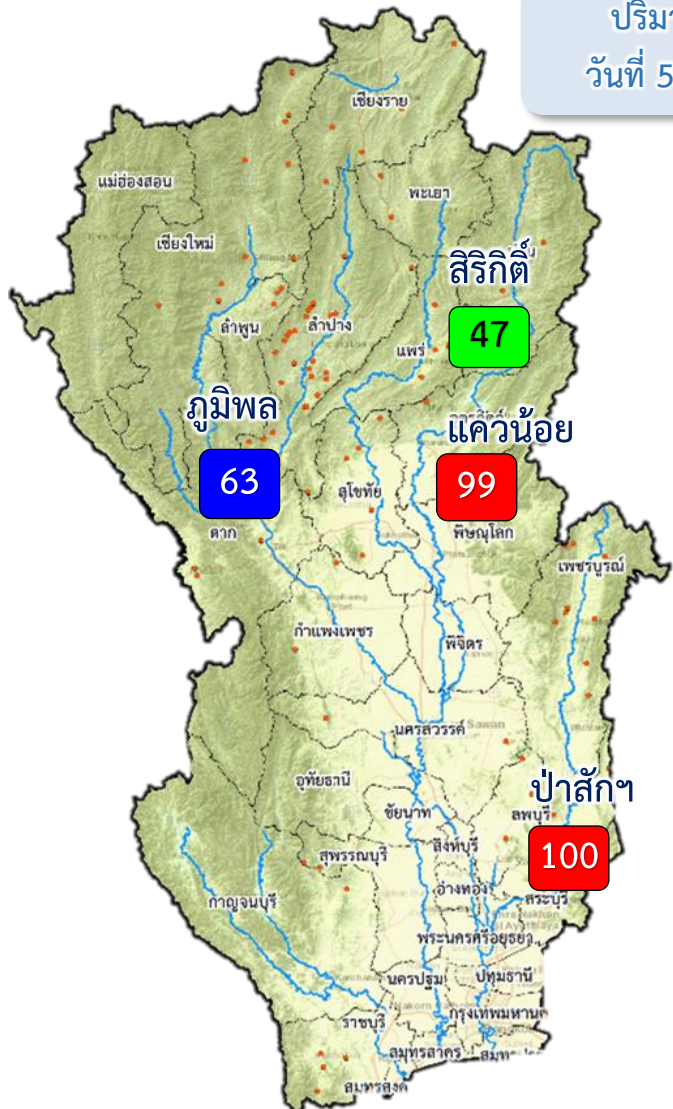 ปริมา
วันที่ 5
เชียงราย
แม่ฮ่องสอน
พะเยา
เชียงใหม่
สิริกิติ์
47
ลำพูน
ลำปาง
แพร่
ภูมิพล
63
แควน้อย
99
สุโขทัย
ตาก
พิษณุโลก
เพชรบูรณ์
กำแพงเพชร
พิจิตร
นครสวรรค์
Sawan
อุทัยธานี
ป่าสักฯ
100
ชัยนาท
ลพบุรี
สิงห์บุรี
สุพรรณบุรี
อ่างทอง
สระบุรี
กาญจนบุรี
พระนครศรีอยุธยา
นครปฐม
ปทุมธานี
กรุงเทพมหานค
ราชบุรี
สมุทรสาคร
สมุทรสงค